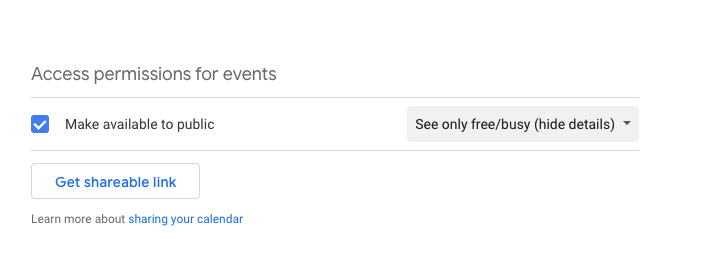 Access permissions for events
Make available to public
See only free/busy (hide details)
Get shareable link
Learn more about sharing your calendar